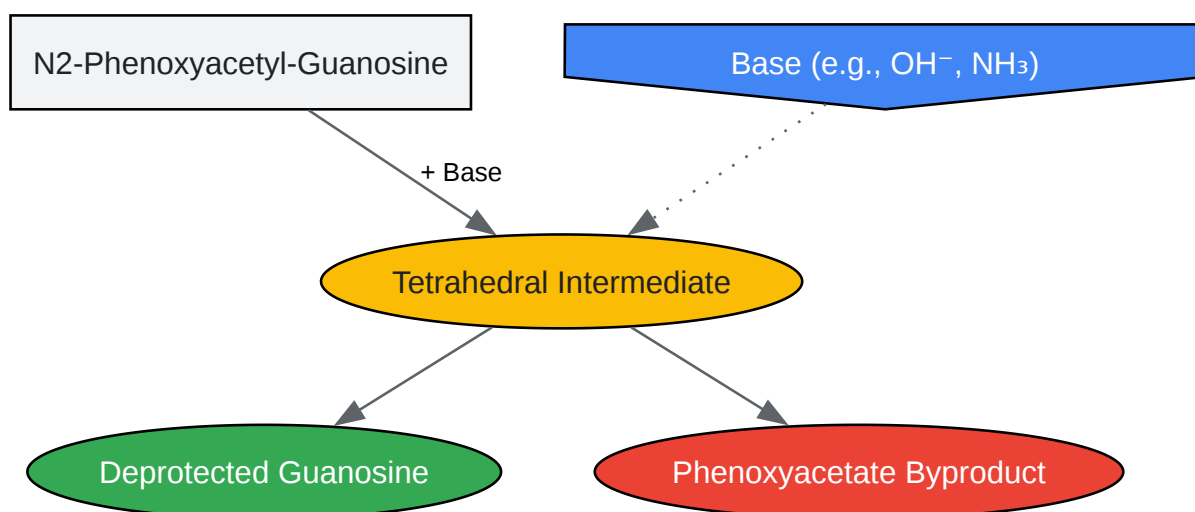 N2-Phenoxyacetyl-Guanosine
Base (e.g., OH⁻, NH₃)
+ Base
Tetrahedral Intermediate
Deprotected Guanosine
Phenoxyacetate Byproduct